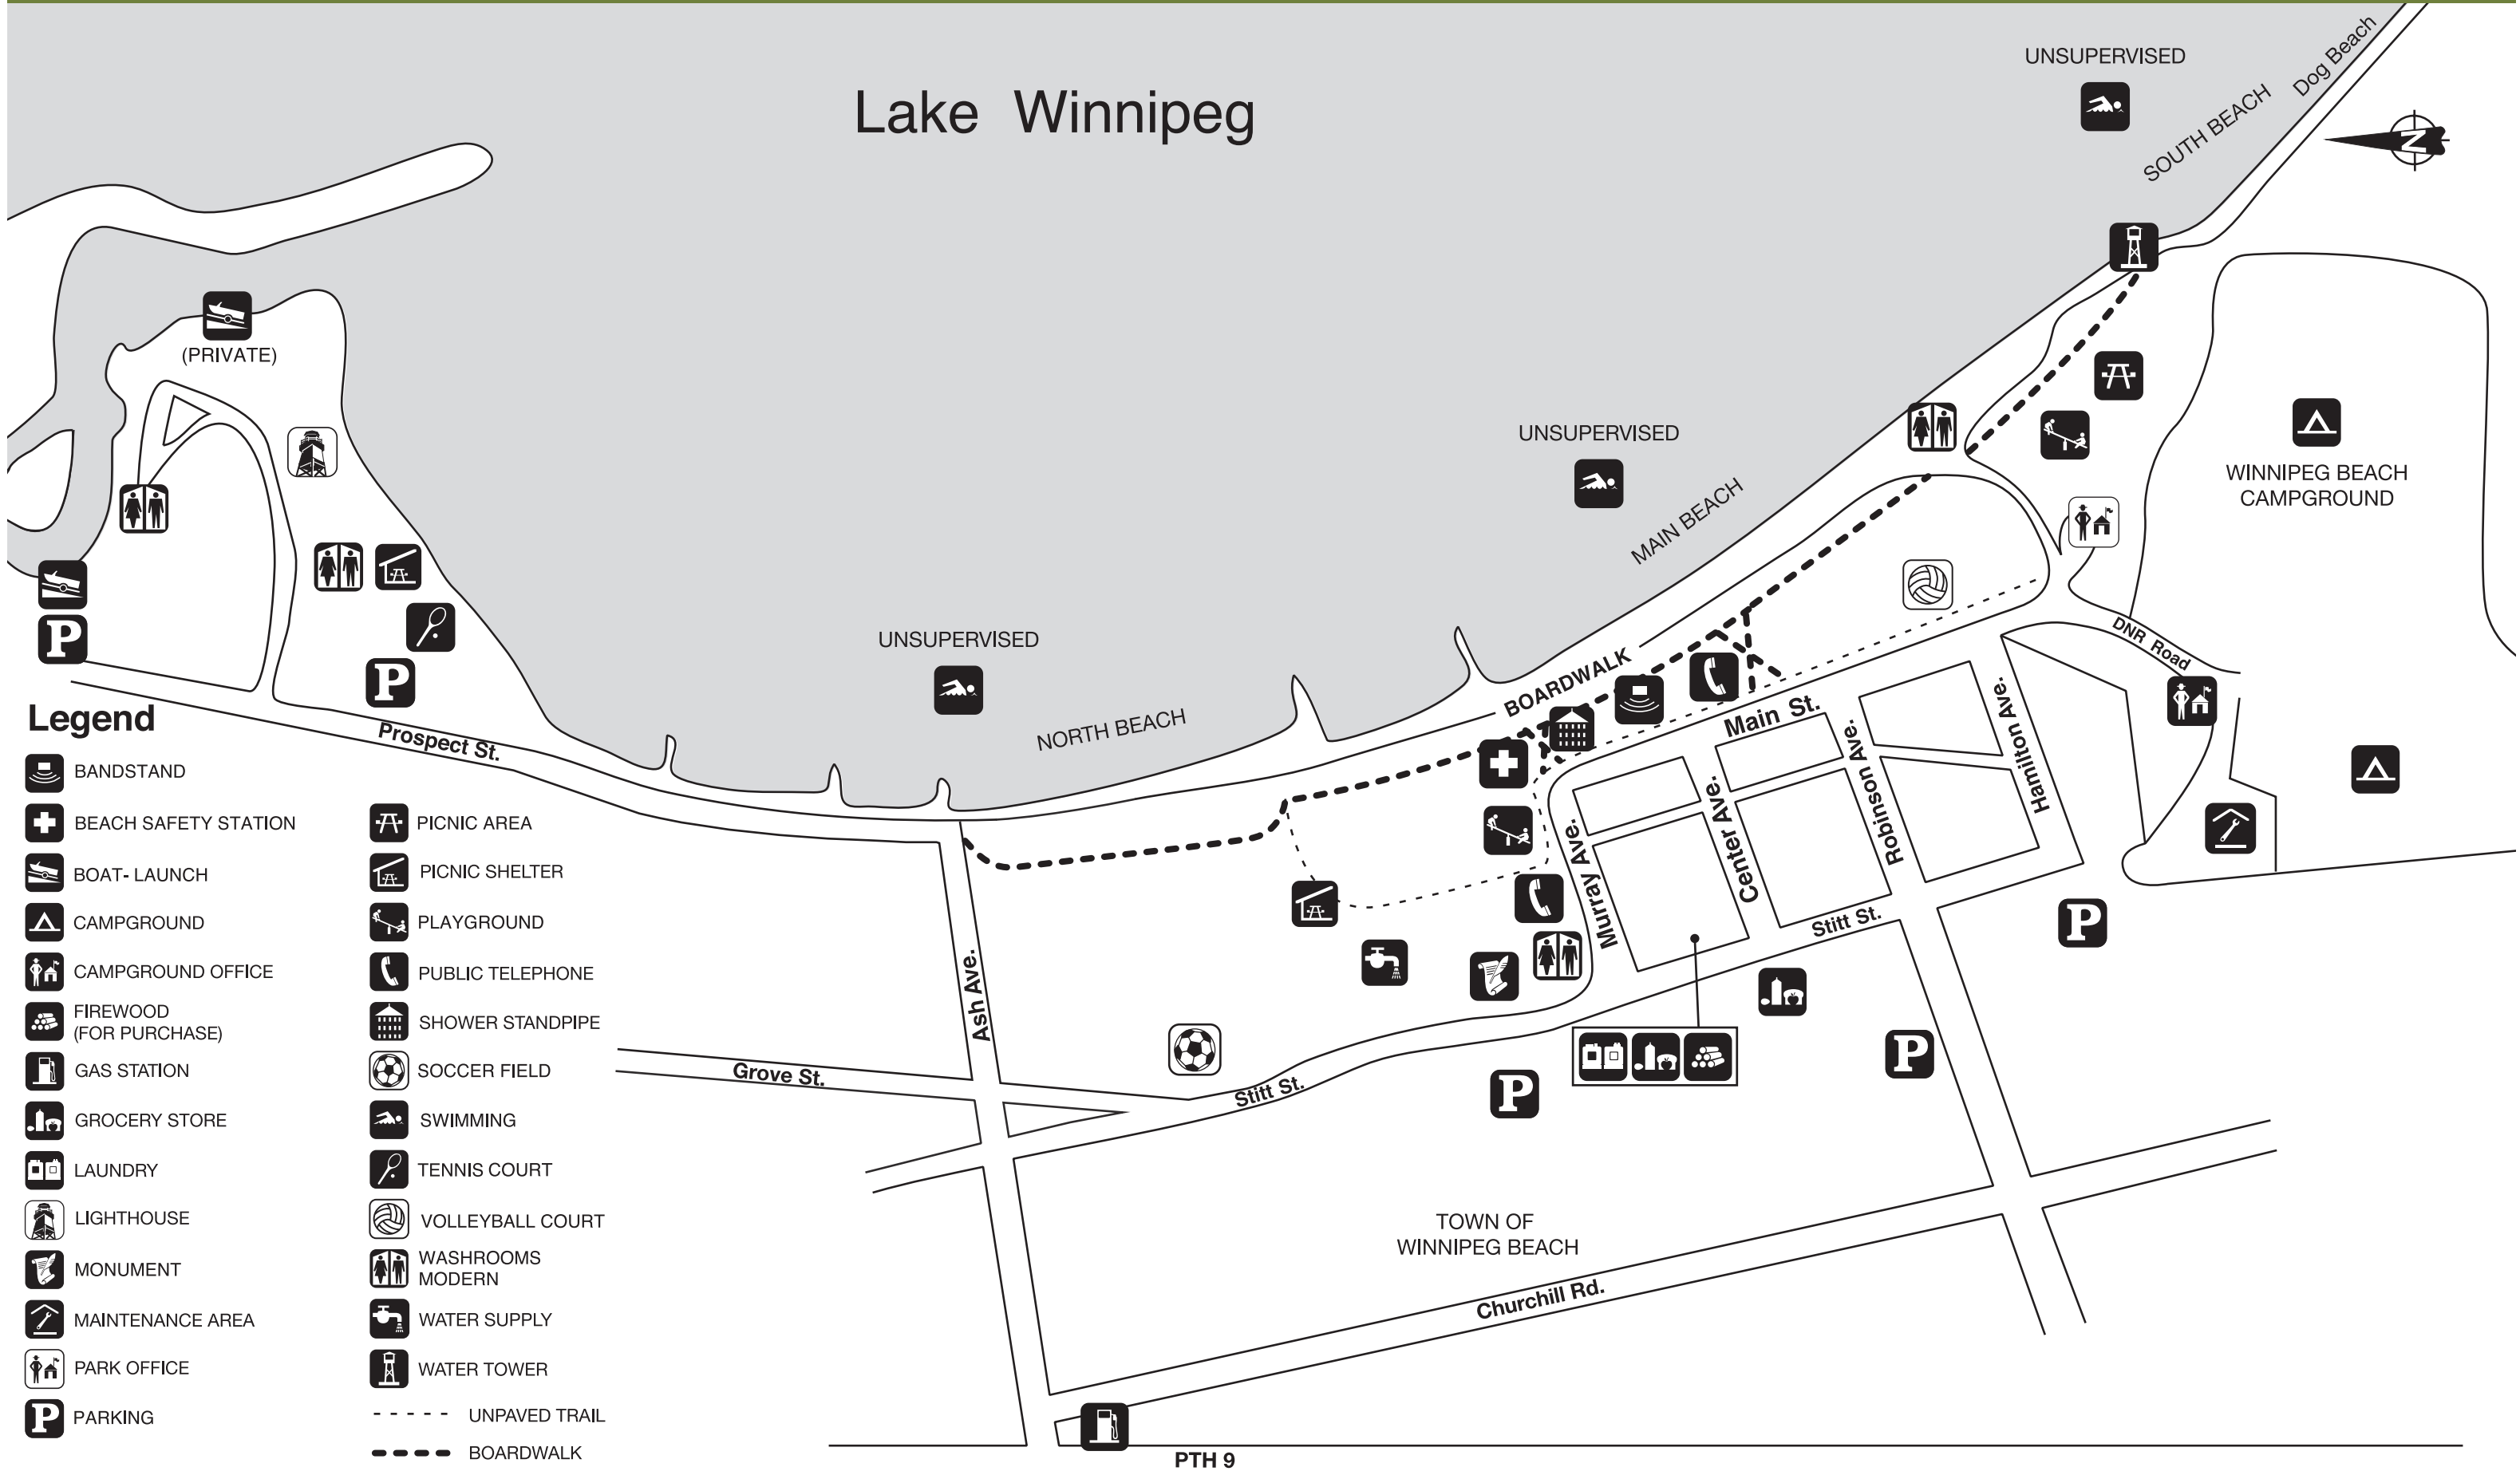 Lake Winnipeg
UNSUPERVISED
SOUTH BEACH
Dog Beach
N
(PRIVATE)
UNSUPERVISED
MAIN BEACH
WINNIPEG BEACH
CAMPGROUND
UNSUPERVISED
NORTH BEACH
BOARDWALK
DNR Road
P
P
Prospect St.
Main St.
Murray Ave.
Center Ave.
Robinson Ave.
Hamilton Ave.
Stitt St.
P
Ash Ave.
Grove St.
Stitt St.
P
P
TOWN OF
WINNIPEG BEACH
Churchill Rd.
PTH 9
Legend
BANDSTAND
BEACH SAFETY STATION
BOAT- LAUNCH
CAMPGROUND
CAMPGROUND OFFICE
FIREWOOD
(FOR PURCHASE)
GAS STATION
GROCERY STORE
LAUNDRY
LIGHTHOUSE
MONUMENT
MAINTENANCE AREA
PARK OFFICE
P PARKING
PICNIC AREA
PICNIC SHELTER
PLAYGROUND
PUBLIC TELEPHONE
SHOWER STANDPIPE
SOCCER FIELD
SWIMMING
TENNIS COURT
VOLLEYBALL COURT
WASHROOMS
MODERN
WATER SUPPLY
WATER TOWER
UNPAVED TRAIL
BOARDWALK